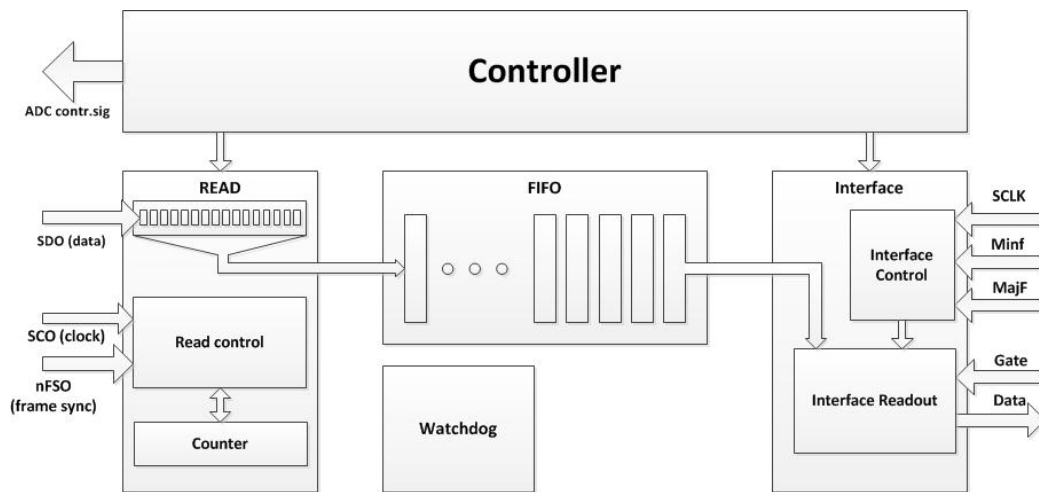 Controller
ADC contr.sig
READ
FIFO
Interface
SDO (data)
SCLK
Minf
MajF
Interface
Control
SCO (clock)
nFSO
(frame sync)
Read control
Counter
Watchdog
Interface Readout
Gate
Data